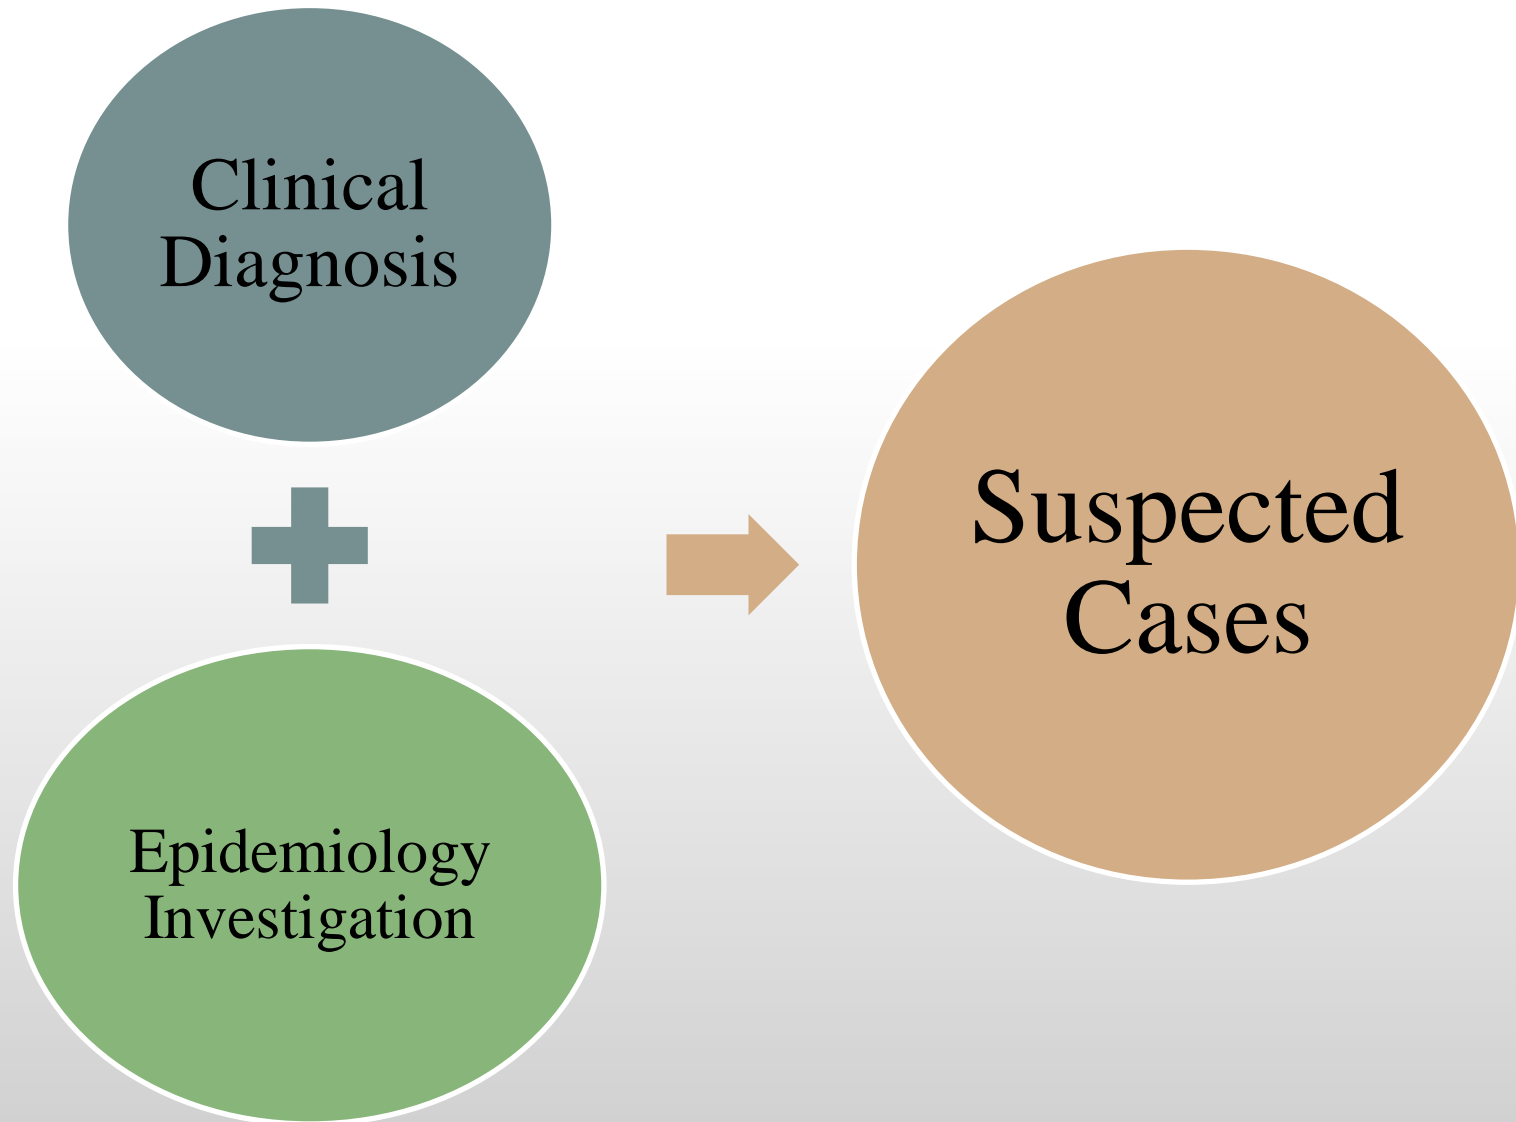 Clinical
Diagnosis
Epidemiology
Investigation
Suspected
Cases